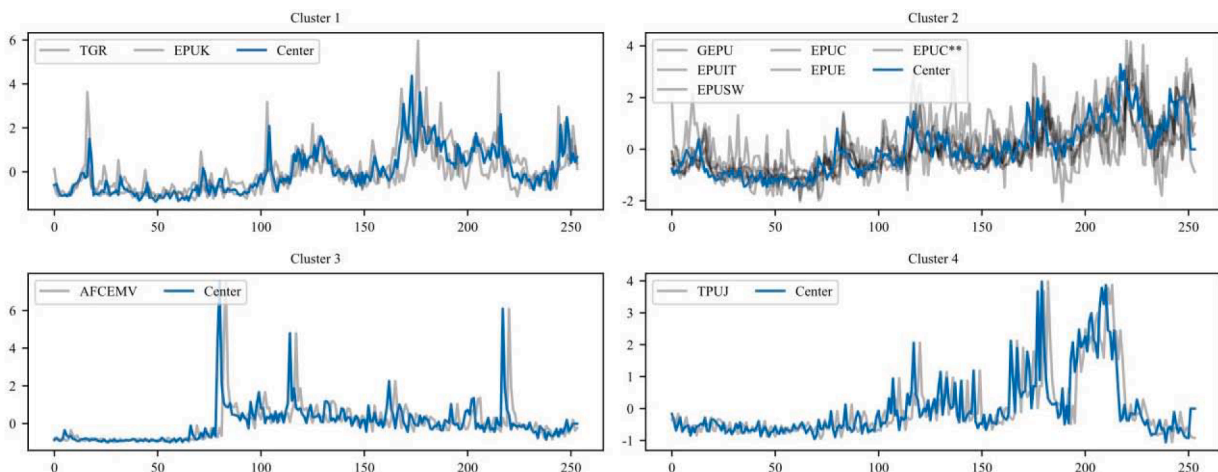 Cluster 1
TGR EPUK Center
6
4
2
0
0 50 100 150 200 250
Cluster 2
GEPU EPUC EPUC**
EPUIT EPUE Center
EPUSW
4
2
0
-2
0 50 100 150 200 250
Cluster 3
AFCEMV Center
6
4
2
0
0 50 100 150 200 250
Cluster 4
TPUJ Center
4
3
2
1
0
-1
0 50 100 150 200 250